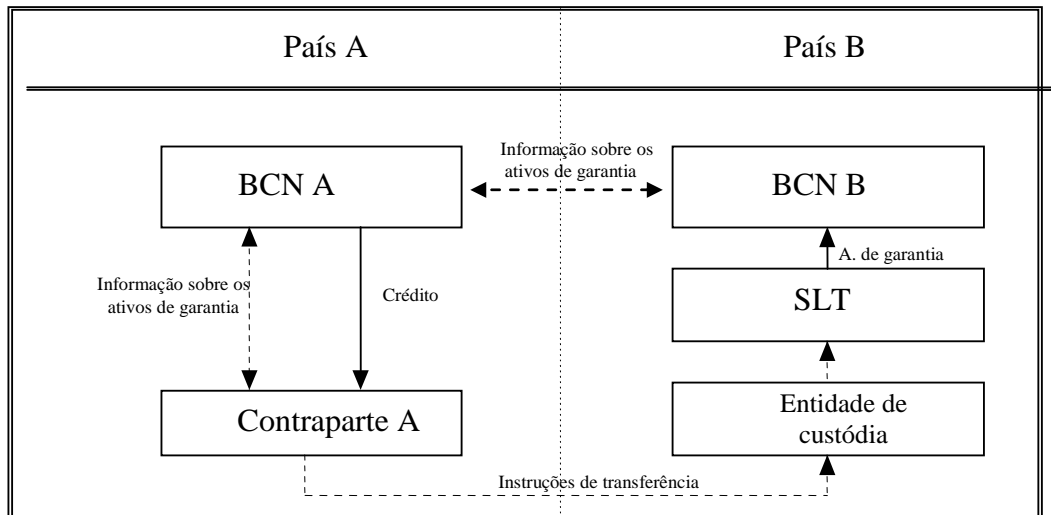 País A
País B
Informação sobre os
ativos de garantia
BCN A
BCN B
A. de garantia
Informação sobre os
ativos de garantia
Crédito
SLT
Contraparte A
Entidade de
custódia
Instruções de transferência